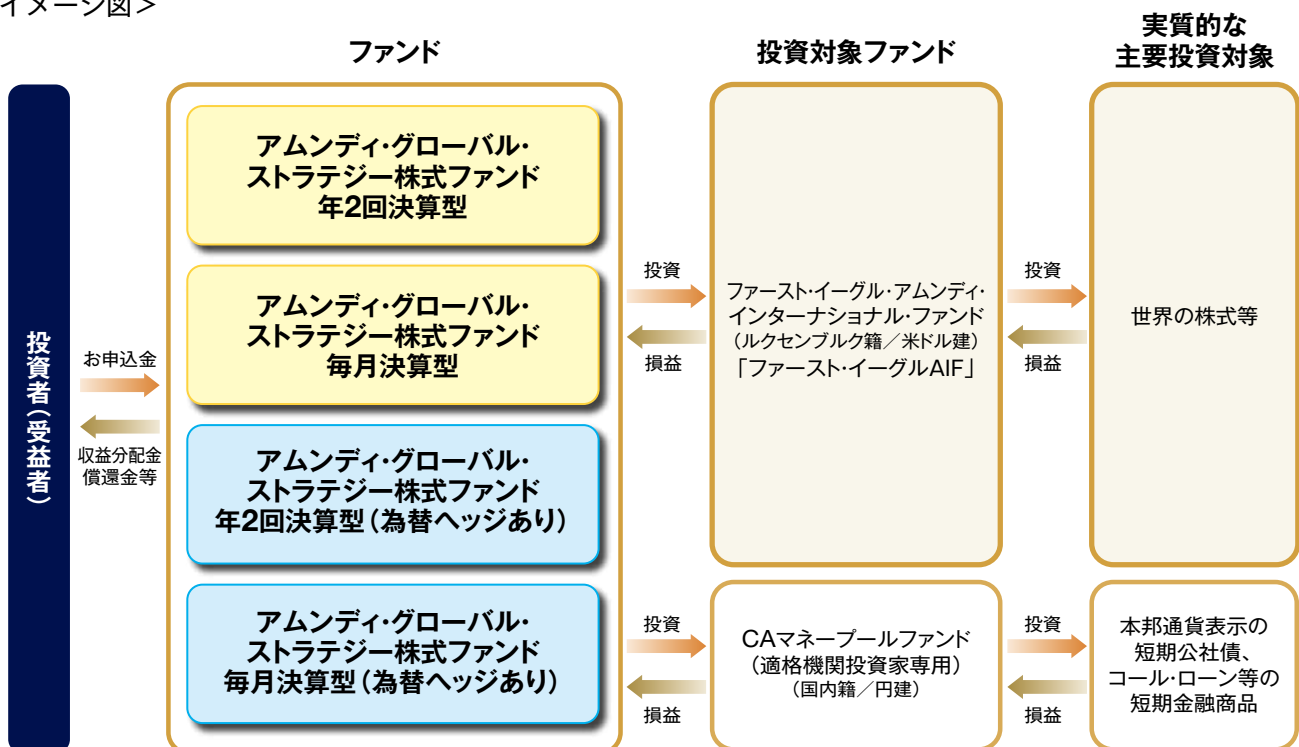 イメージ図＞
ファンド
投資対象ファンド
実質的な
主要投資対象
投資者（受益者）
お申込金
収益分配金
償還金等
アムンディ・グローバル・
ストラテジー株式ファンド
年2回決算型
アムンディ・グローバル・
ストラテジー株式ファンド
毎月決算型
アムンディ・グローバル・
ストラテジー株式ファンド
年2回決算型（為替ヘッジあり）
アムンディ・グローバル・
ストラテジー株式ファンド
毎月決算型（為替ヘッジあり）
投資
損益
ファースト・イーグル・アムンディ・
インターナショナル・ファンド
（ルクセンブルク籍／米ドル建）
「ファースト・イーグルAIF」
投資
損益
世界の株式等
投資
損益
CAマネープールファンド
（適格機関投資家専用）
（国内籍／円建）
投資
損益
本邦通貨表示の
短期公社債、
コール・ローン等の
短期金融商品